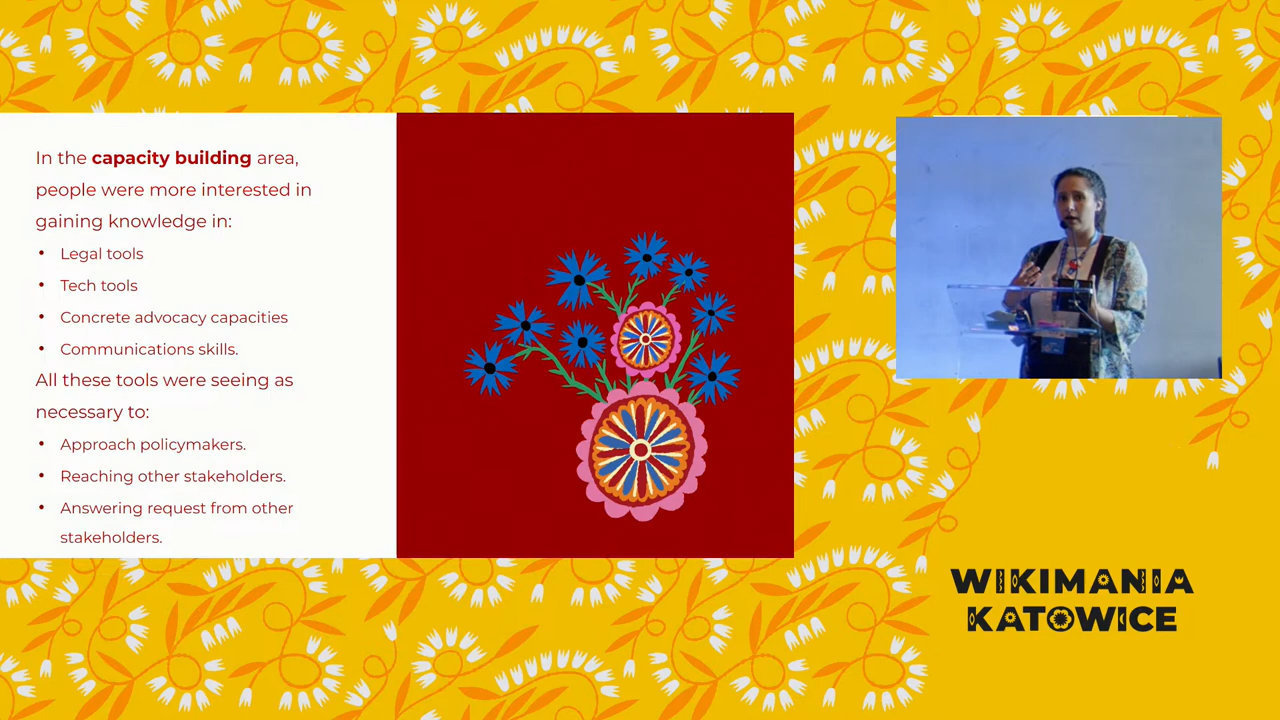 In the capacity building area,
people were more interested in
gaining knowledge in:
• Legal tools
• Tech tools
• Concrete advocacy capacities
• Communications skills.
All these tools were seeing as
necessary to:
• Approach policymakers.
• Reaching other stakeholders.
• Answering request from other
stakeholders.
WIKIMANIA
KATOWICE